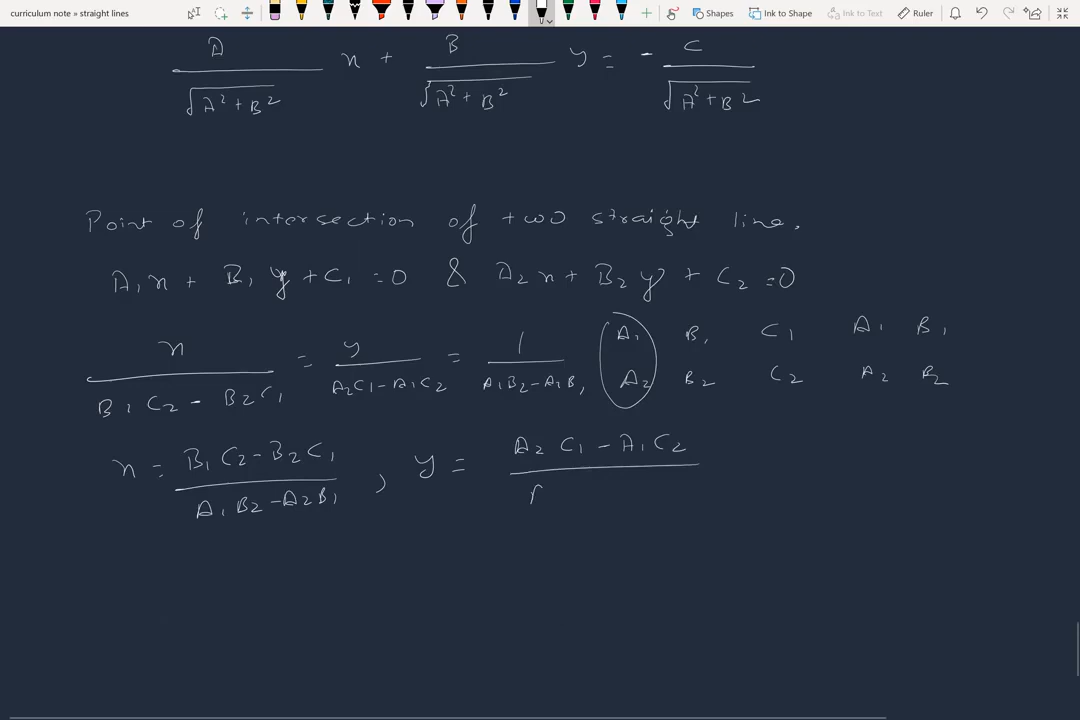 curriculum note » straight lines
Shapes Ink to Shape Ink to Text Ruler
A/√(A²+B²) x + B/√(A²+B²) y = - C/√(A²+B²)
Point of intersection of two straight line.
A₁x + B₁y + C₁ = 0 & A₂x + B₂y + C₂ = 0
x/(B₁C₂ - B₂C₁) = y/(A₂C₁ - A₁C₂) = 1/(A₁B₂ - A₂B₁) A₁ B₁ C₁ A₁ B₁
A₂ B₂ C₂ A₂ B₂
x = (B₁C₂ - B₂C₁)/(A₁B₂ - A₂B₁) , y = (A₂C₁ - A₁C₂)/